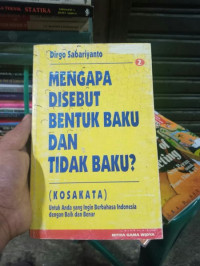 Dirgo Sabariyanto
2
MENGAPA
DISEBUT
BENTUK BAKU
DAN
TIDAK BAKU?
(KOSAKATA)
Untuk Anda yang Ingin Berbahasa Indonesia
dengan Baik dan Benar
STATIKA